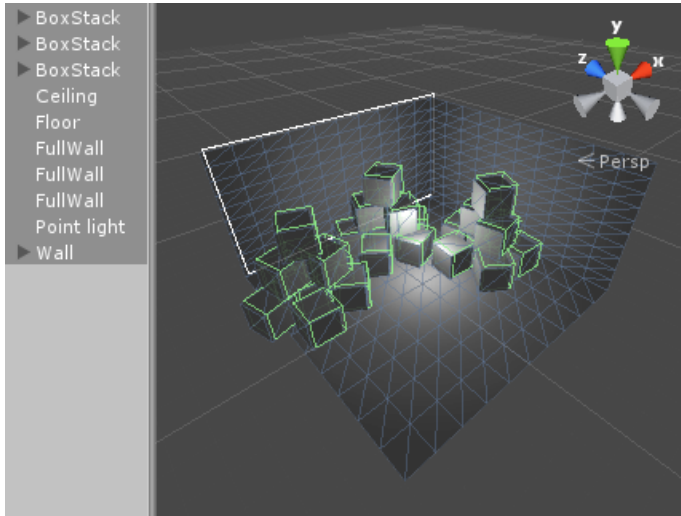 BoxStack
BoxStack
BoxStack
Ceiling
Floor
FullWall
FullWall
FullWall
Point light
Wall
y
z
x
Persp